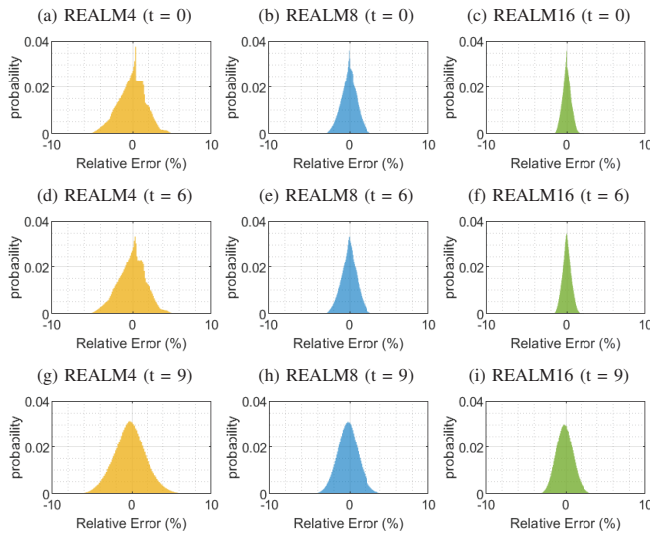 (a) REALM4 (t = 0)
(b) REALM8 (t = 0)
(c) REALM16 (t = 0)
probability
0.04
0.02
0
-10
0
10
Relative Error (%)
probability
0.04
0.02
0
-10
0
10
Relative Error (%)
probability
0.04
0.02
0
-10
0
10
Relative Error (%)
(d) REALM4 (t = 6)
(e) REALM8 (t = 6)
(f) REALM16 (t = 6)
probability
0.04
0.02
0
-10
0
10
Relative Error (%)
probability
0.04
0.02
0
-10
0
10
Relative Error (%)
probability
0.04
0.02
0
-10
0
10
Relative Error (%)
(g) REALM4 (t = 9)
(h) REALM8 (t = 9)
(i) REALM16 (t = 9)
probability
0.04
0.02
0
-10
0
10
Relative Error (%)
probability
0.04
0.02
0
-10
0
10
Relative Error (%)
probability
0.04
0.02
0
-10
0
10
Relative Error (%)